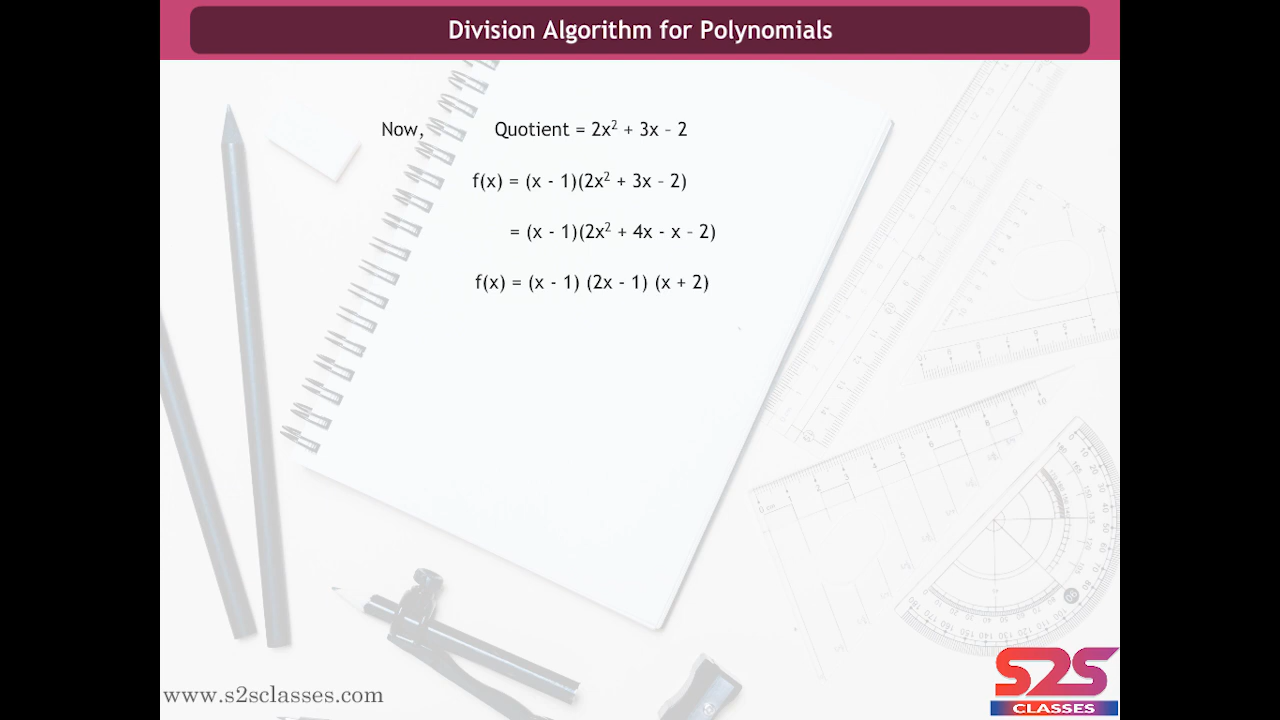 Division Algorithm for Polynomials
Now, Quotient = 2x² + 3x – 2
f(x) = (x - 1)(2x² + 3x – 2)
= (x - 1)(2x² + 4x - x – 2)
f(x) = (x - 1) (2x - 1) (x + 2)
www.s2sclasses.com
S2S
CLASSES